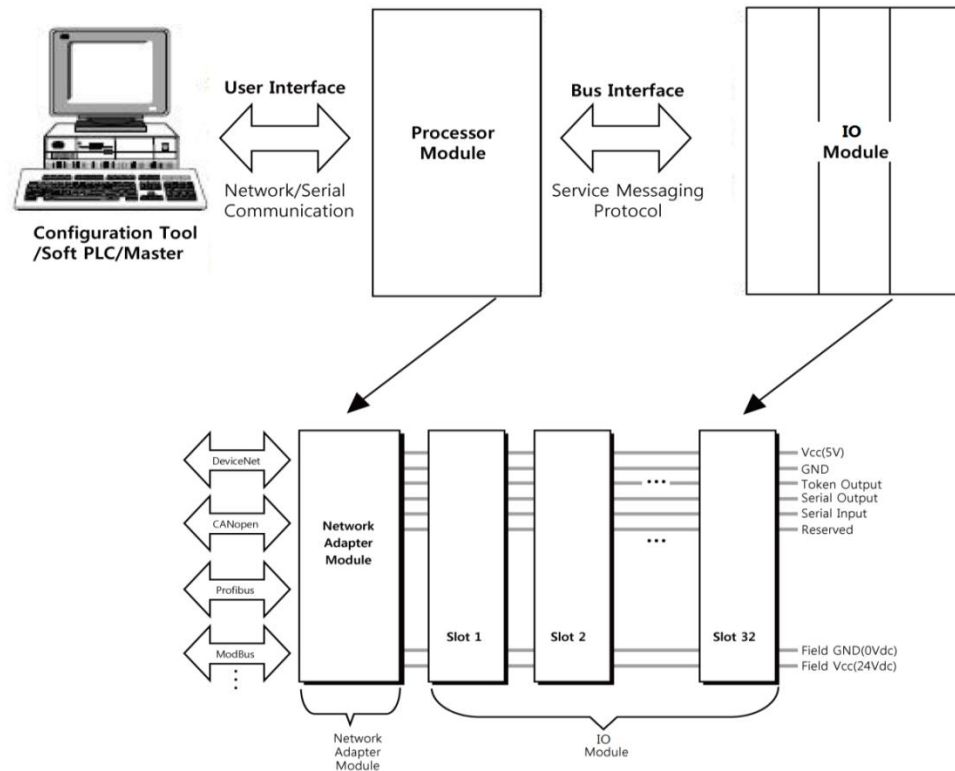 User Interface
Network/Serial
Communication
Configuration Tool
/Soft PLC/Master
Processor
Module
Bus Interface
Service Messaging
Protocol
IO
Module
DeviceNet
CANopen
Profibus
ModBus
Network
Adapter
Module
Slot 1
Slot 2
Slot 32
Vcc(5V)
GND
Token Output
Serial Output
Serial Input
Reserved
Field GND(0Vdc)
Field Vcc(24Vdc)
Network
Adapter
Module
IO
Module